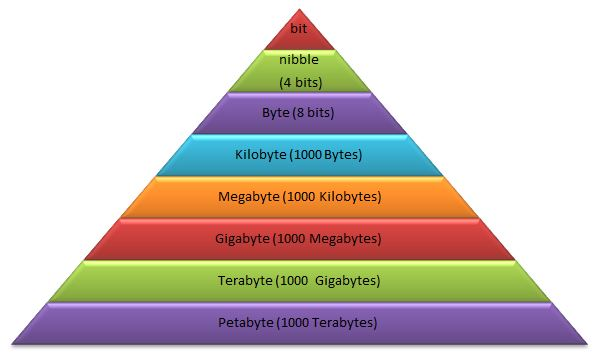 bit
nibble
(4 bits)
Byte (8 bits)
Kilobyte (1000 Bytes)
Megabyte (1000 Kilobytes)
Gigabyte (1000 Megabytes)
Terabyte (1000 Gigabytes)
Petabyte (1000 Terabytes)